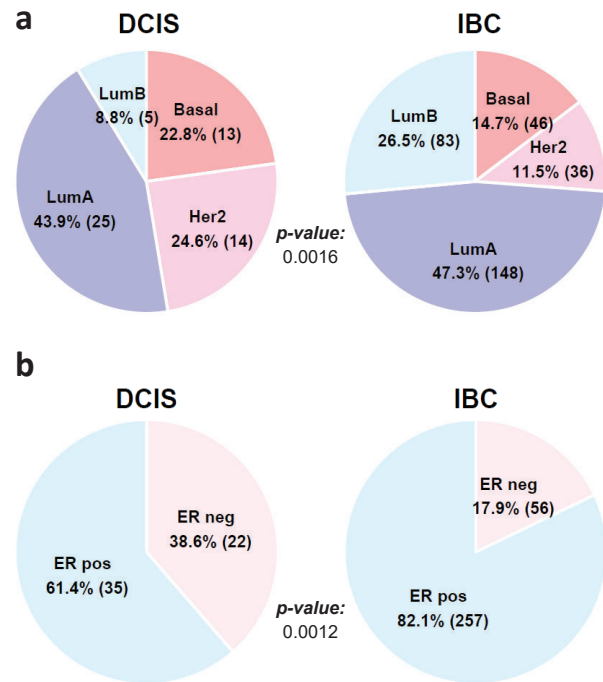 a
DCIS
IBC
LumB
8.8% (5)
Basal
22.8% (13)
LumA
43.9% (25)
Her2
24.6% (14)
p-value:
0.0016
LumB
26.5% (83)
Basal
14.7% (46)
Her2
11.5% (36)
LumA
47.3% (148)
b
DCIS
IBC
ER neg
38.6% (22)
ER pos
61.4% (35)
p-value:
0.0012
ER neg
17.9% (56)
ER pos
82.1% (257)